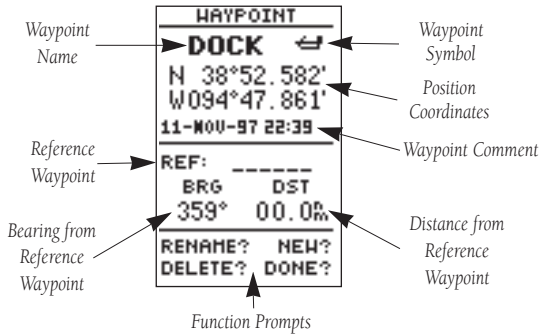 WAYPOINT
Waypoint
Name
DOCK
Waypoint
Symbol
N 38°52.582'
W094°47.861'
Position
Coordinates
11-NOV-97 22:39
Waypoint Comment
Reference
Waypoint
REF: ______
BRG DST
359° 00.0
Bearing from
Reference
Waypoint
Distance from
Reference
Waypoint
RENAME? NEW?
DELETE? DONE?
Function Prompts